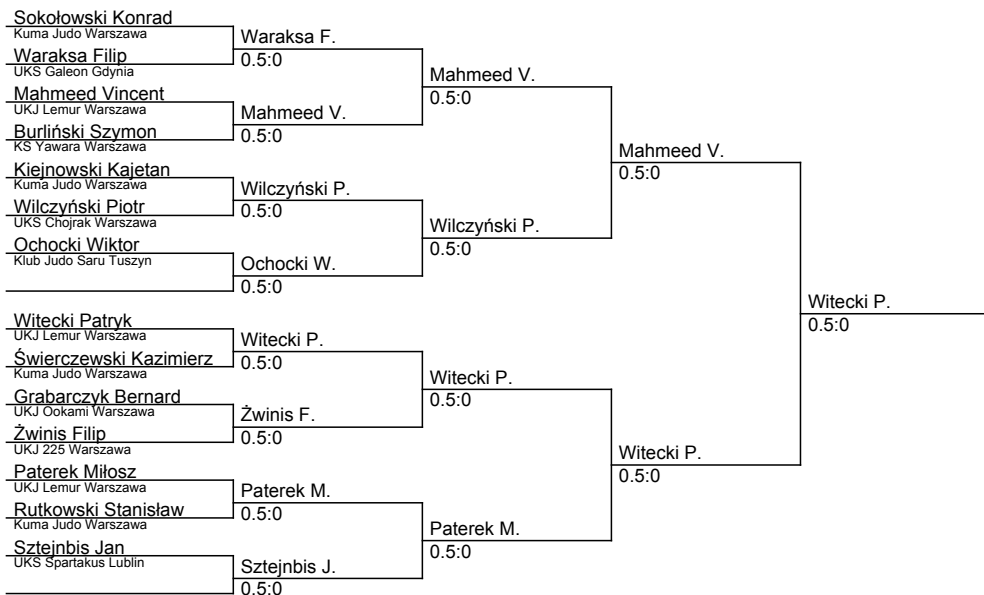 Sokołowski Konrad
Kuma Judo Warszawa
Waraksa Filip
UKS Galeon Gdynia
Mahmeed Vincent
UKJ Lemur Warszawa
Burliński Szymon
KS Yawara Warszawa
Kiejnowski Kajetan
Kuma Judo Warszawa
Wilczyński Piotr
UKS Chojrak Warszawa
Ochocki Wiktor
Klub Judo Saru Tuszyn
Witecki Patryk
UKJ Lemur Warszawa
Świerczewski Kazimierz
Kuma Judo Warszawa
Grabarczyk Bernard
UKJ Ookami Warszawa
Żwinis Filip
UKJ 225 Warszawa
Paterek Miłosz
UKJ Lemur Warszawa
Rutkowski Stanisław
Kuma Judo Warszawa
Sztejnbis Jan
UKS Spartakus Lublin
Waraksa F.
0.5:0
Mahmeed V.
0.5:0
Wilczyński P.
0.5:0
Ochocki W.
0.5:0
Witecki P.
0.5:0
Żwinis F.
0.5:0
Paterek M.
0.5:0
Sztejnbis J.
0.5:0
Mahmeed V.
0.5:0
Wilczyński P.
0.5:0
Witecki P.
0.5:0
Paterek M.
0.5:0
Mahmeed V.
0.5:0
Witecki P.
0.5:0
Witecki P.
0.5:0